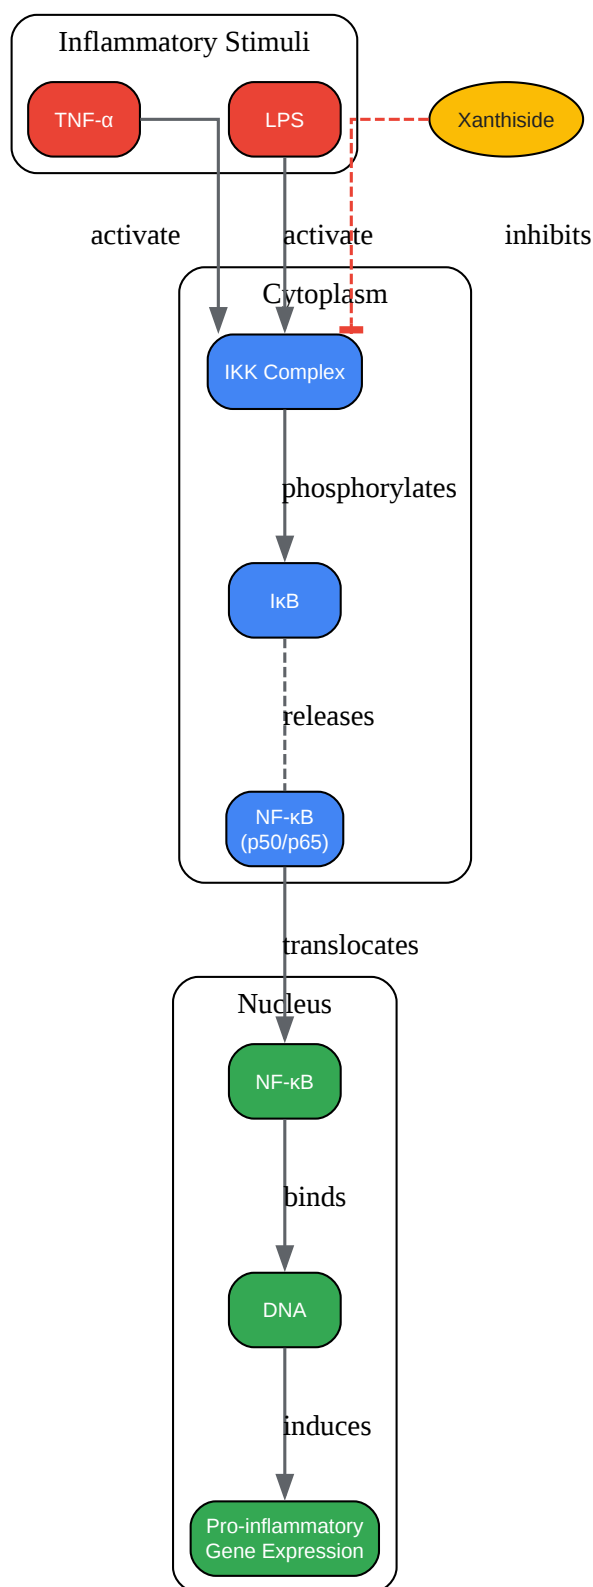 Inflammatory Stimuli
TNF-α
LPS
Xanthiside
activate
activate
inhibits
Cytoplasm
IKK Complex
phosphorylates
IκB
releases
NF-κB
(p50/p65)
translocates
Nucleus
NF-κB
binds
DNA
induces
Pro-inflammatory
Gene Expression